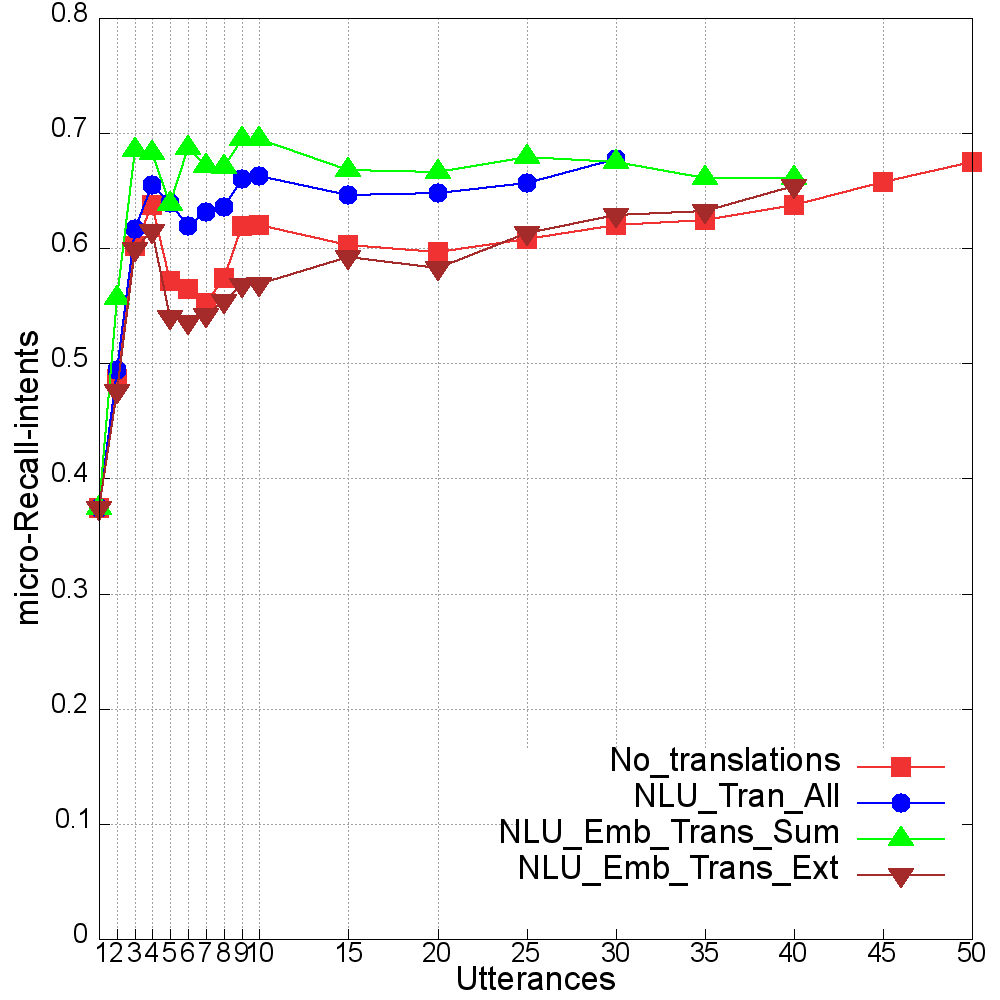 0.8
0.7
0.6
0.5
0.4
0.3
0.2
0.1
0
micro-Recall-intents
No_translations
NLU_Tran_All
NLU_Emb_Trans_Sum
NLU_Emb_Trans_Ext
1 2 3 4 5 6 7 8 9 10 15 20 25 30 35 40 45 50
Utterances